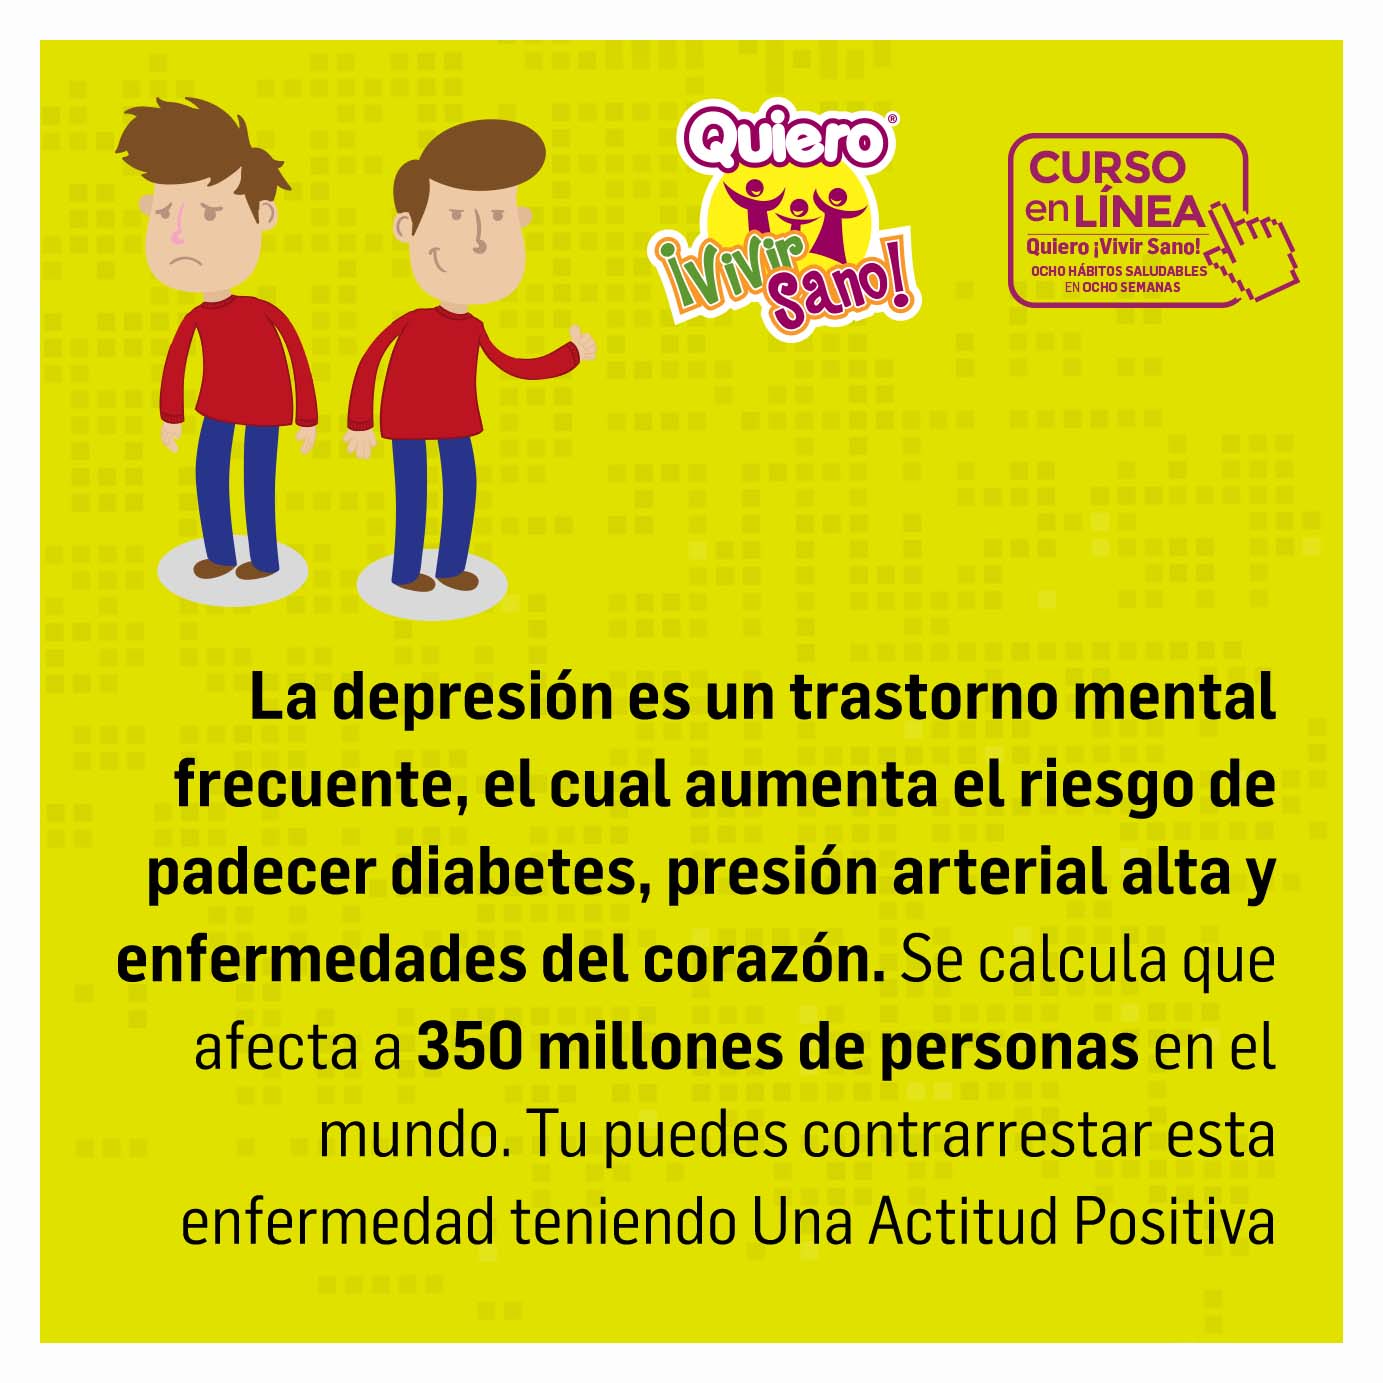 Quiero®
¡Vivir
Sano!
CURSO
en LÍNEA
Quiero ¡Vivir Sano!
OCHO HÁBITOS SALUDABLES
EN OCHO SEMANAS
La depresión es un trastorno mental
frecuente, el cual aumenta el riesgo de
padecer diabetes, presión arterial alta y
enfermedades del corazón. Se calcula que
afecta a 350 millones de personas en el
mundo. Tu puedes contrarrestar esta
enfermedad teniendo Una Actitud Positiva